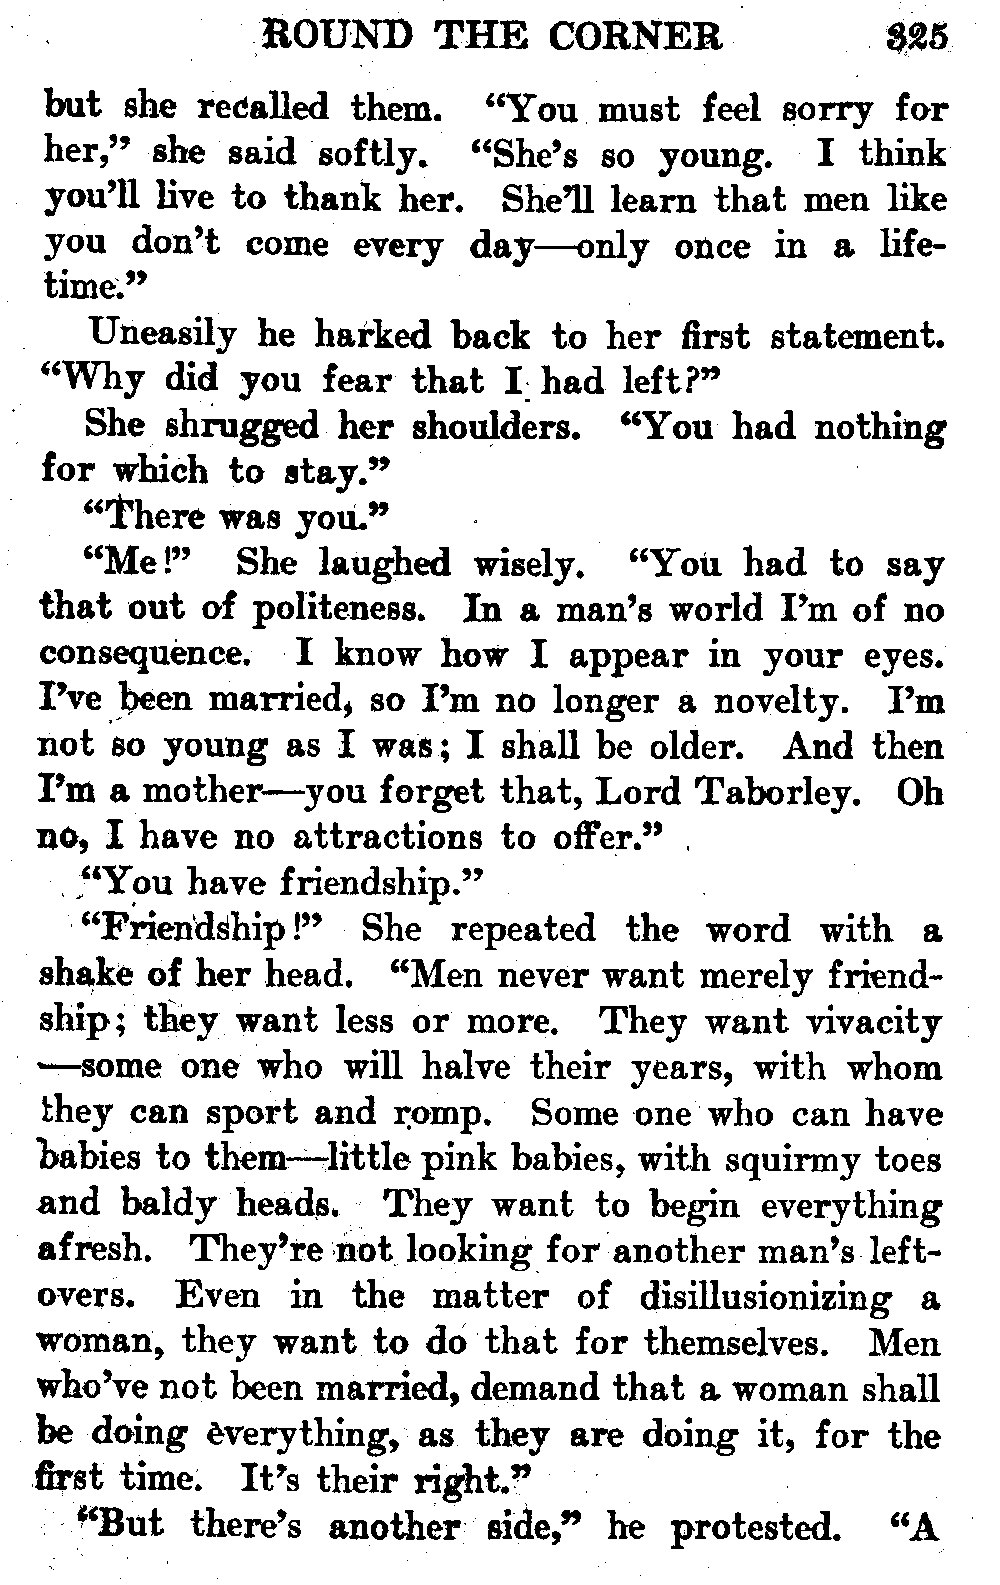 ROUND THE CORNER 325
but she recalled them. “You must feel sorry for
her,” she said softly. “She’s so young. I think
you’ll live to thank her. She’ll learn that men like
you don’t come every day—only once in a life-
time.”
Uneasily he harked back to her first statement.
“Why did you fear that I had left?”
She shrugged her shoulders. “You had nothing
for which to stay.”
“There was you.”
“Me!” She laughed wisely. “You had to say
that out of politeness. In a man’s world I’m of no
consequence. I know how I appear in your eyes.
I’ve been married, so I’m no longer a novelty. I’m
not so young as I was; I shall be older. And then
I’m a mother—you forget that, Lord Taborley. Oh
no, I have no attractions to offer.”
“You have friendship.”
“Friendship!” She repeated the word with a
shake of her head. “Men never want merely friend-
ship; they want less or more. They want vivacity
—some one who will halve their years, with whom
they can sport and romp. Some one who can have
babies to them—little pink babies, with squirmy toes
and baldy heads. They want to begin everything
afresh. They’re not looking for another man’s left-
overs. Even in the matter of disillusionizing a
woman, they want to do that for themselves. Men
who’ve not been married, demand that a woman shall
be doing everything, as they are doing it, for the
first time. It’s their right.”
“But there’s another side,” he protested. “A